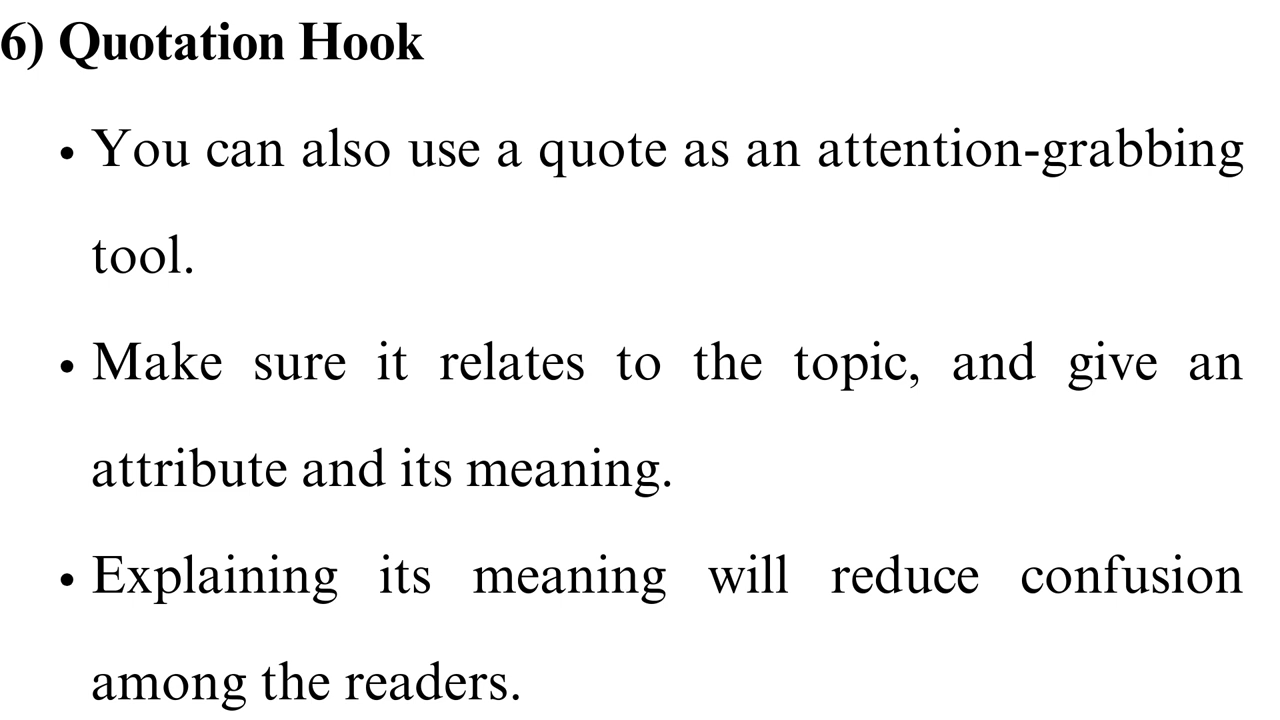 6) Quotation Hook
• You can also use a quote as an attention-grabbing
tool.
• Make sure it relates to the topic, and give an
attribute and its meaning.
• Explaining its meaning will reduce confusion
among the readers.